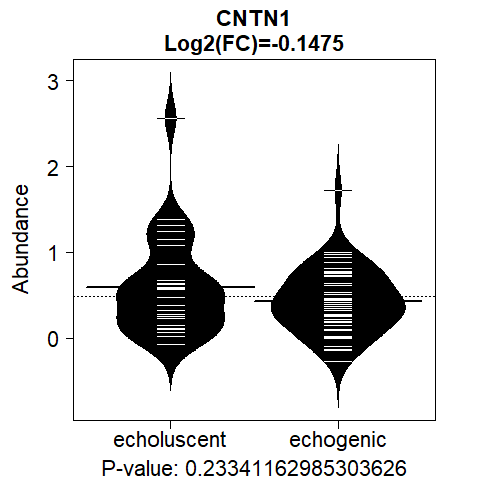 CNTN1
Log2(FC)=-0.1475
Abundance
3
2
1
0
echoluscent echogenic
P-value: 0.23341162985303626